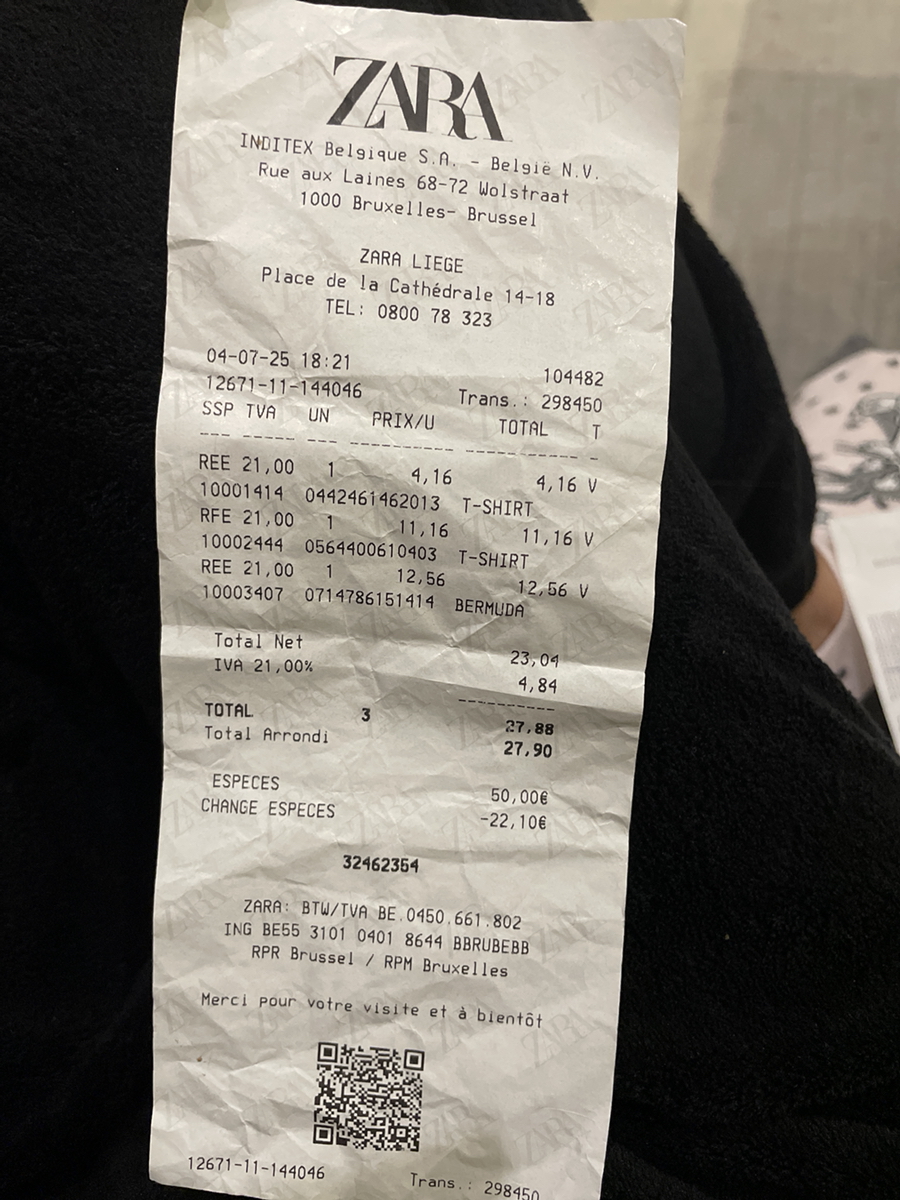 ZARA
INDITEX Belgique S.A. - België N.V.
Rue aux Laines 68-72 Wolstraat
1000 Bruxelles- Brussel
ZARA LIEGE
Place de la Cathédrale 14-18
TEL: 0800 78 323
04-07-25 18:21 104482
12671-11-144046 Trans.: 298450
SSP TVA UN PRIX/U TOTAL T
--- ----- --- ----------- ----------- -
REE 21,00 1 4,16 4,16 V
10001414 0442461462013 T-SHIRT
RFE 21,00 1 11,16 11,16 V
10002444 0564400610403 T-SHIRT
REE 21,00 1 12,56 12,56 V
10003407 0714786151414 BERMUDA
Total Net 23,04
IVA 21,00% 4,84
----------
TOTAL 3 27,88
Total Arrondi 27,90
ESPECES 50,00€
CHANGE ESPECES -22,10€
32462354
ZARA: BTW/TVA BE.0450.661.802
ING BE55 3101 0401 8644 BBRUBEBB
RPR Brussel / RPM Bruxelles
Merci pour votre visite et à bientôt
12671-11-144046 Trans.: 298450